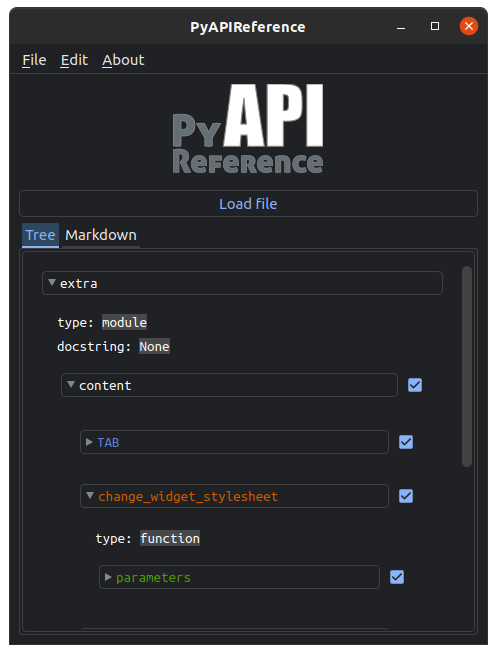 PyAPIReference
File Edit About
PyAPI
Reference
Load file
Tree Markdown
extra
type: module
docstring: None
content
TAB
change_widget_stylesheet
type: function
parameters